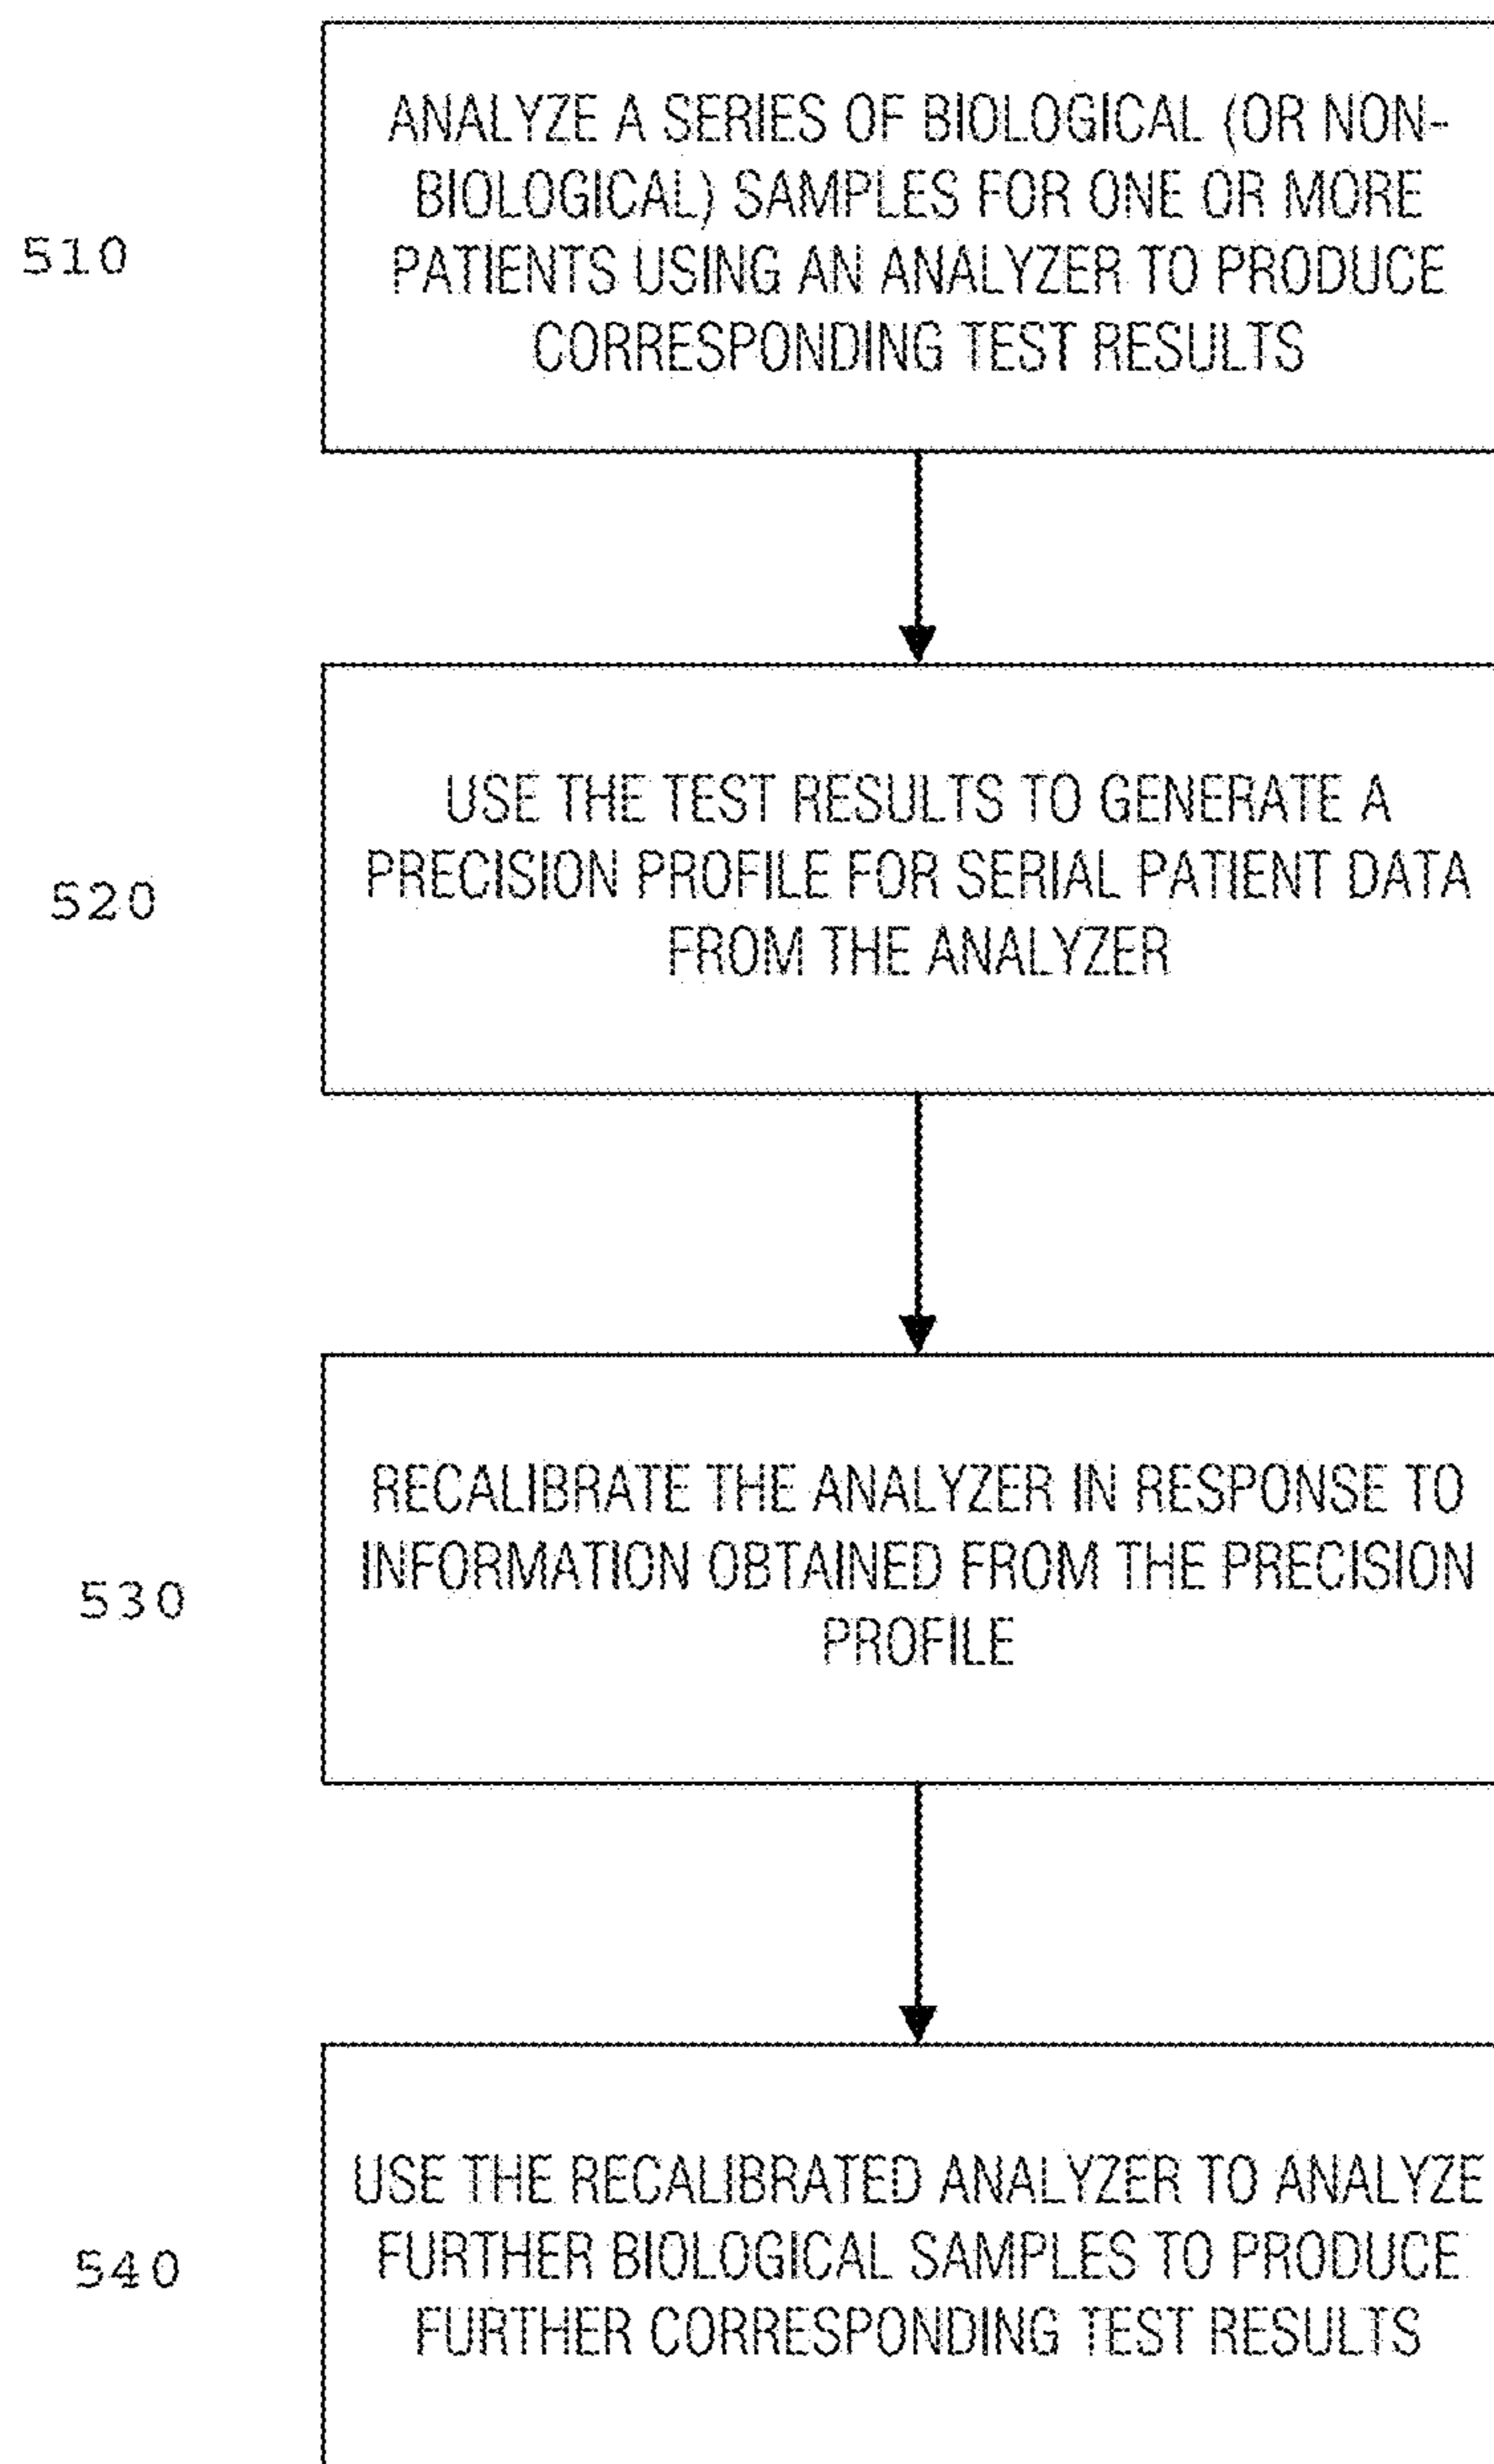 510
ANALYZE A SERIES OF BIOLOGICAL (OR NON-
BIOLOGICAL) SAMPLES FOR ONE OR MORE
PATIENTS USING AN ANALYZER TO PRODUCE
CORRESPONDING TEST RESULTS
520
USE THE TEST RESULTS TO GENERATE A
PRECISION PROFILE FOR SERIAL PATIENT DATA
FROM THE ANALYZER
530
RECALIBRATE THE ANALYZER IN RESPONSE TO
INFORMATION OBTAINED FROM THE PRECISION
PROFILE
540
USE THE RECALIBRATED ANALYZER TO ANALYZE
FURTHER BIOLOGICAL SAMPLES TO PRODUCE
FURTHER CORRESPONDING TEST RESULTS